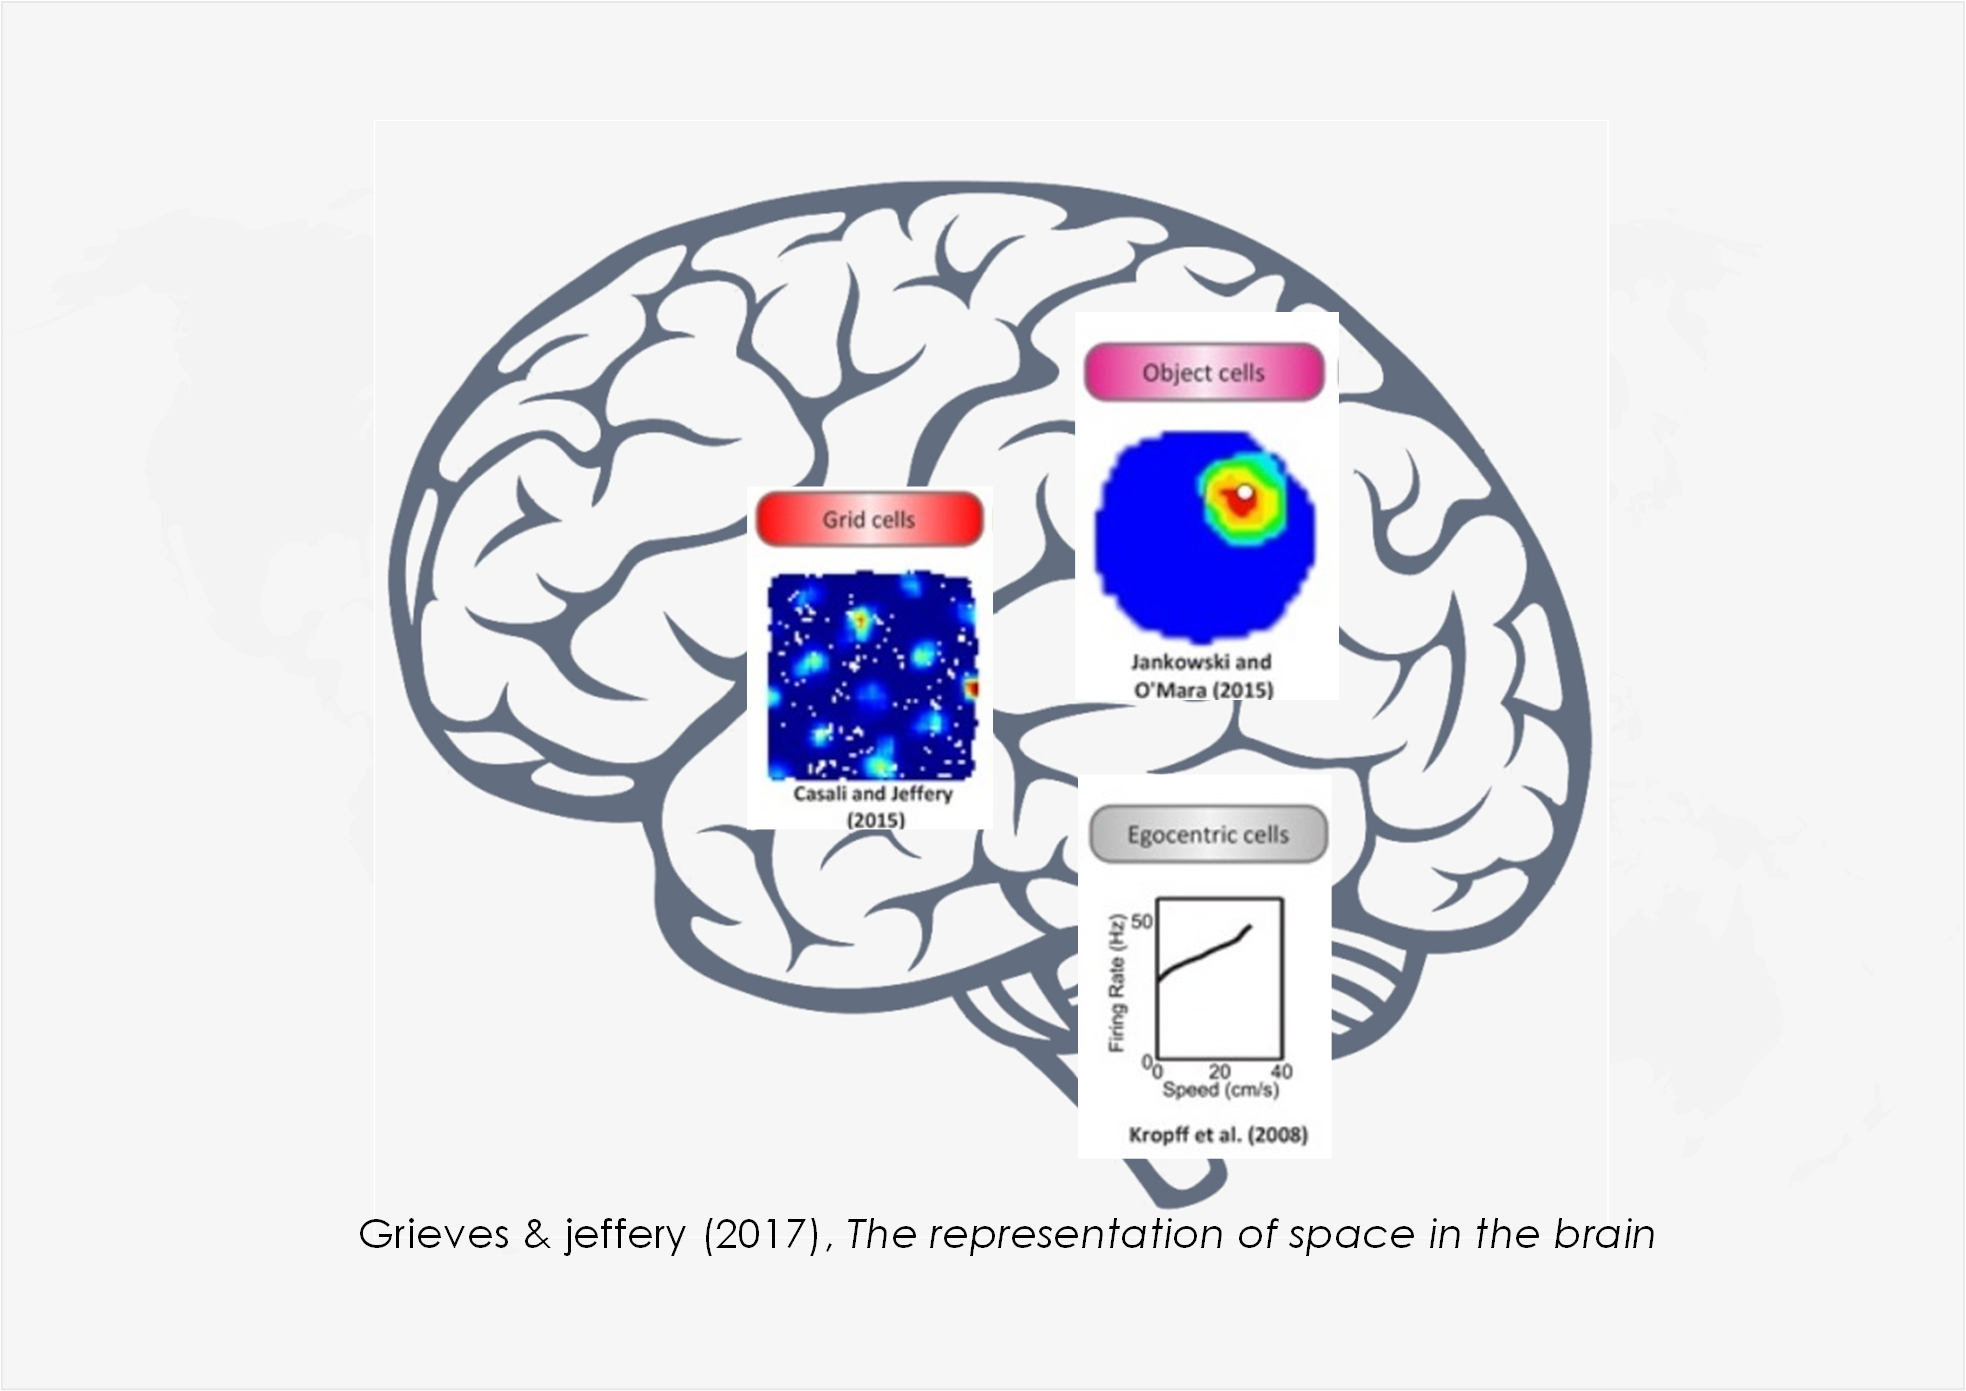 Object cells
Jankowski and
O'Mara (2015)
Grid cells
Casali and Jeffery
(2015)
Egocentric cells
Firing Rate (Hz)
50
0
0 20 40
Speed (cm/s)
Kropff et al. (2008)
Grieves & jeffery (2017), The representation of space in the brain